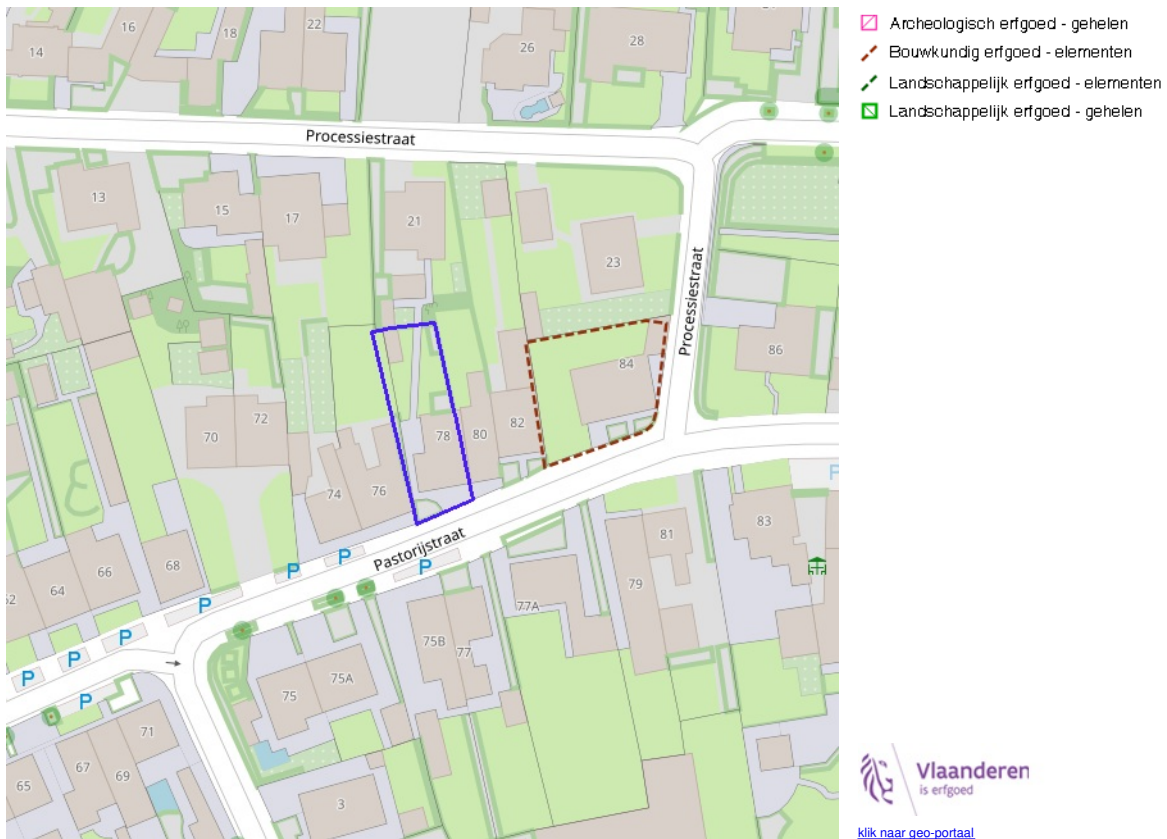 Archeologisch erfgoed - gehelen
Bouwkundig erfgoed - elementen
Landschappelijk erfgoed - elementen
Landschappelijk erfgoed - gehelen
14
16
18
22
26
28
Processiestraat
13
15
17
21
23
Processiestraat
86
84
70
72
74
76
78
80
82
Pastorijstraat
62
64
66
68
P
P
P
P
P
P
P
P
P
83
81
79
77A
75B
77
75A
75
71
69
67
65
3
Vlaanderen
is erfgoed
klik naar geo-portaal